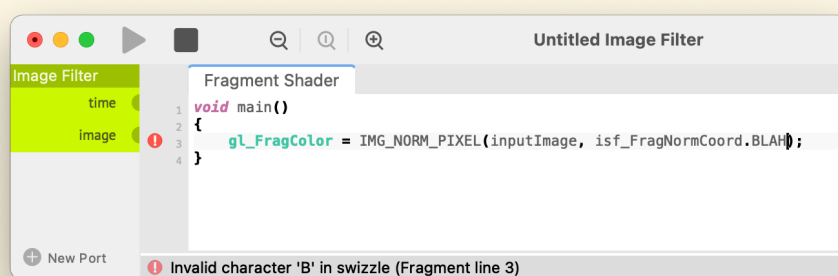 Untitled Image Filter
Image Filter
time
image
New Port
Fragment Shader
1 void main()
2 {
3 gl_FragColor = IMG_NORM_PIXEL(inputImage, isf_FragNormCoord.BLAH);
4 }
Invalid character 'B' in swizzle (Fragment line 3)